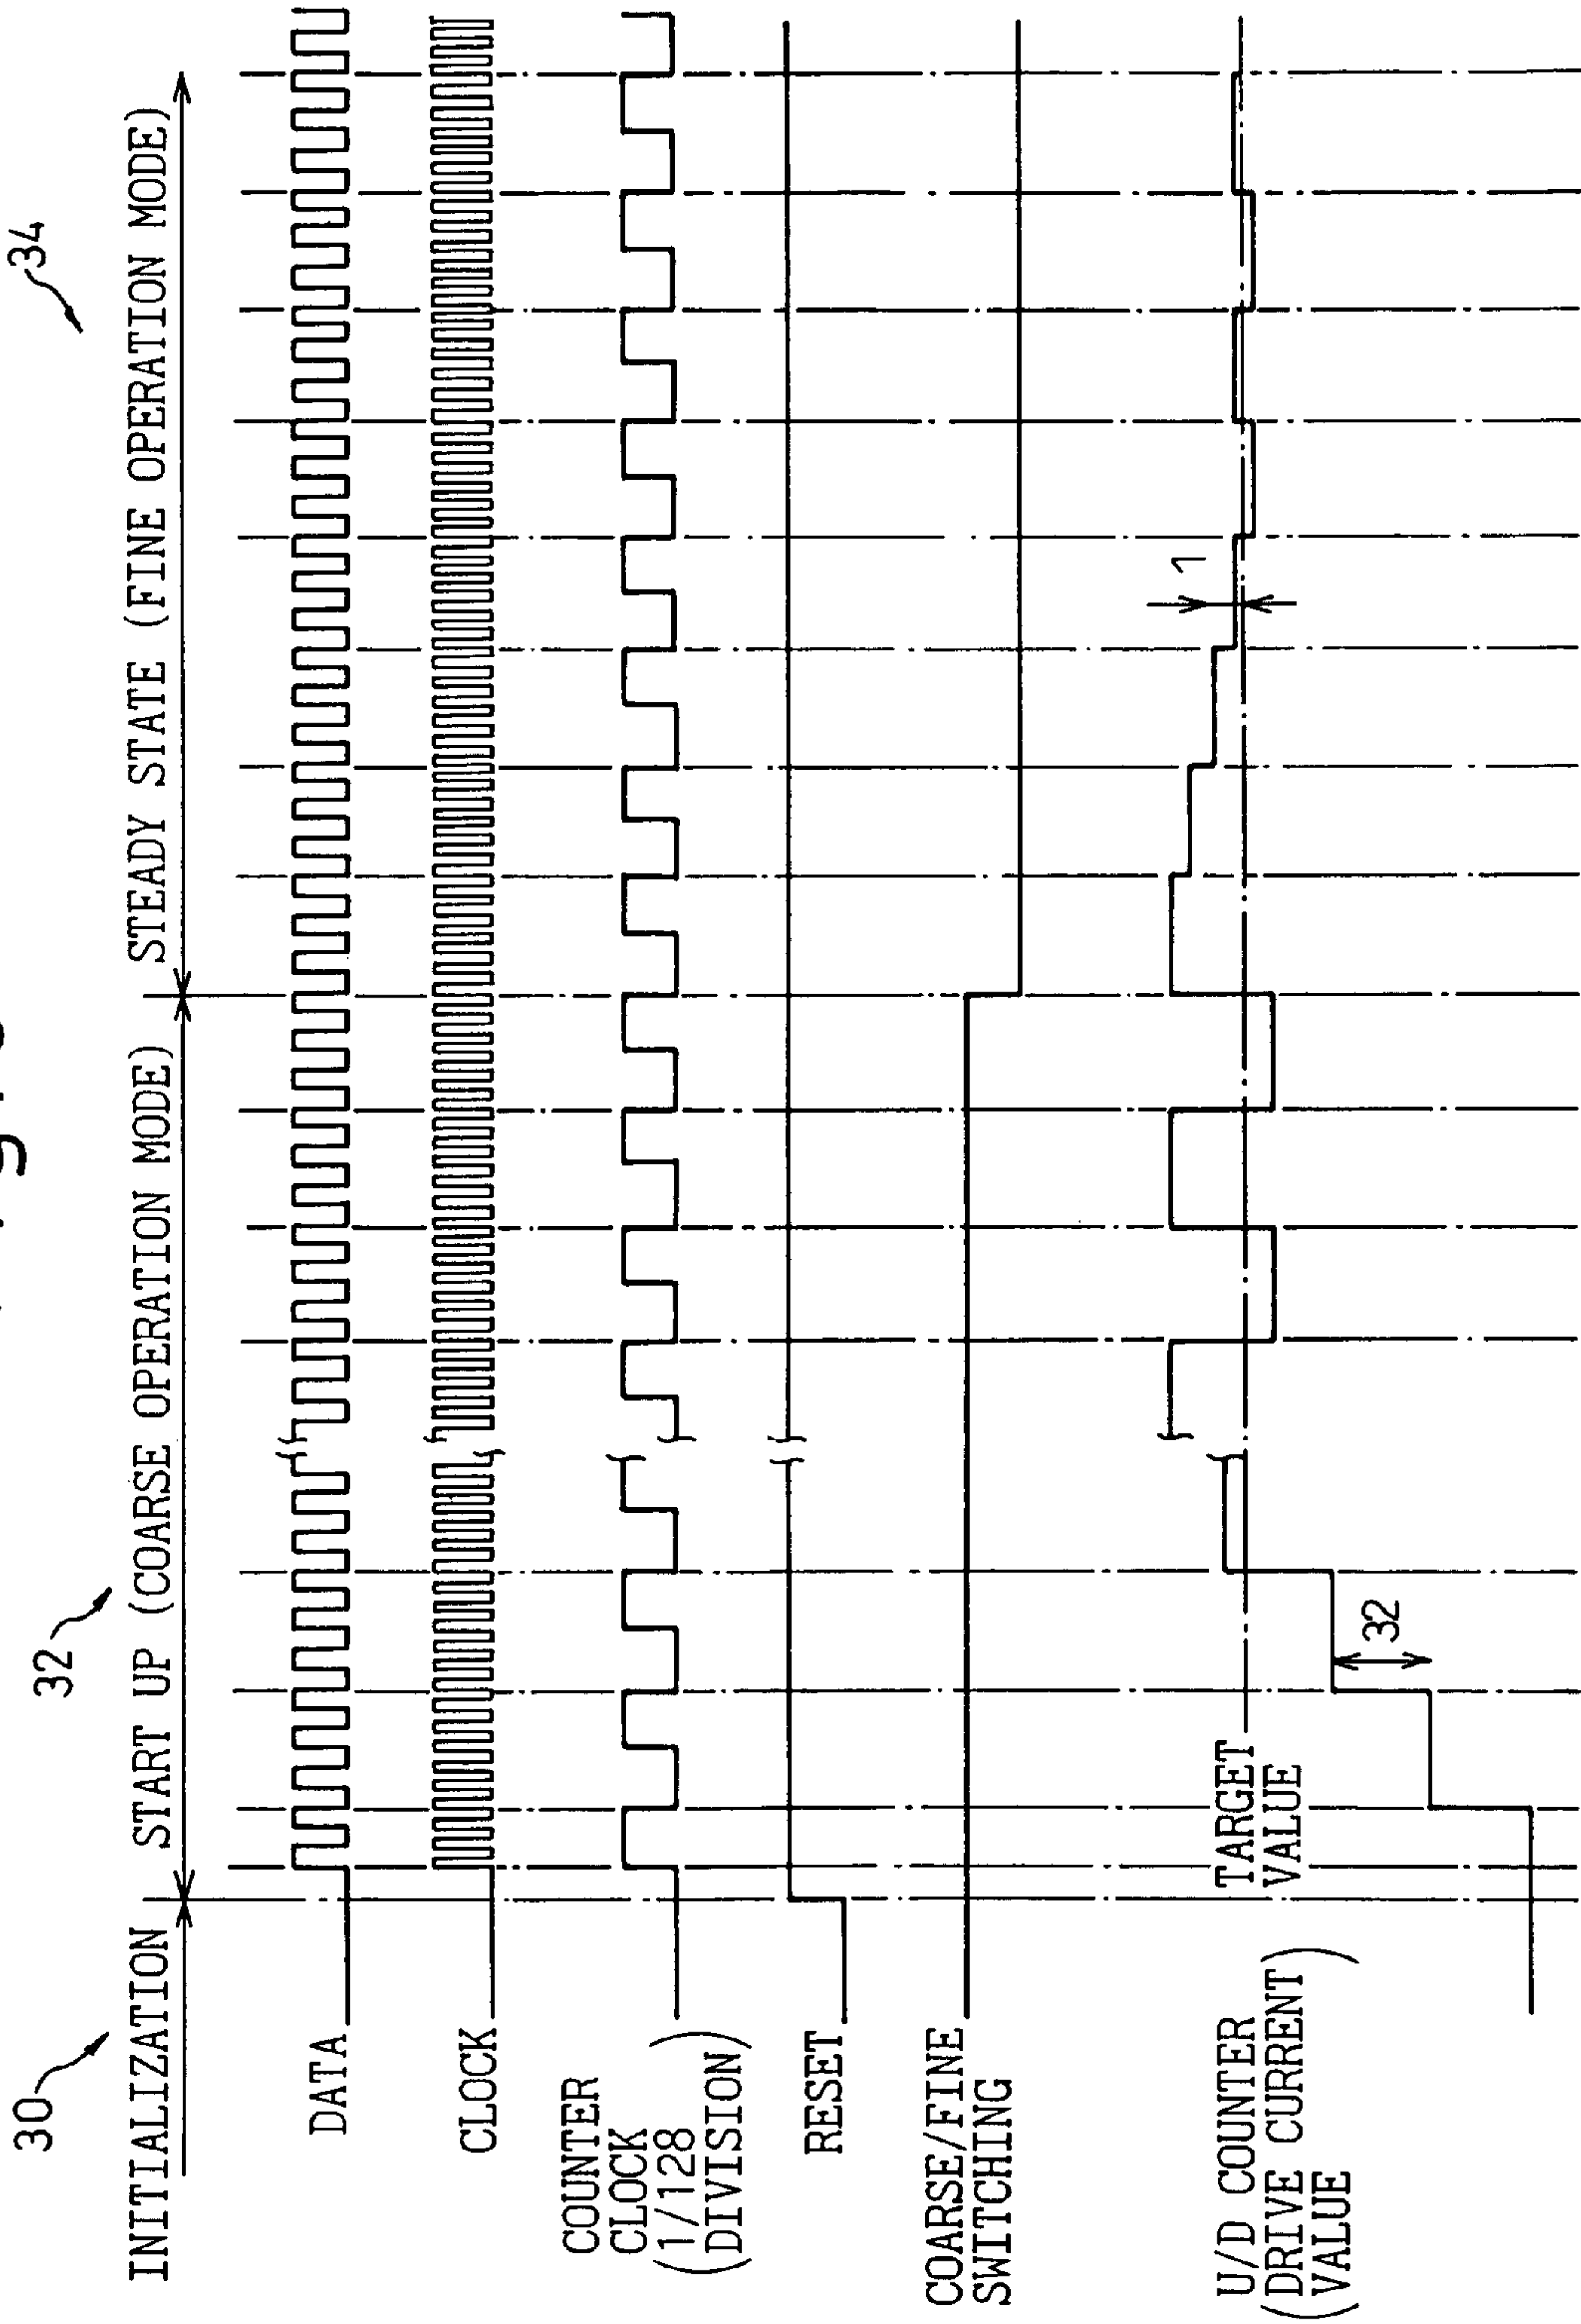 30
32
34
INITIALIZATION
START UP (COARSE OPERATION MODE)
STEADY STATE (FINE OPERATION MODE)
DATA
CLOCK
COUNTER
CLOCK
(1/128
DIVISION)
RESET
COARSE/FINE
SWITCHING
U/D COUNTER
(DRIVE CURRENT)
VALUE
TARGET
VALUE
32
1